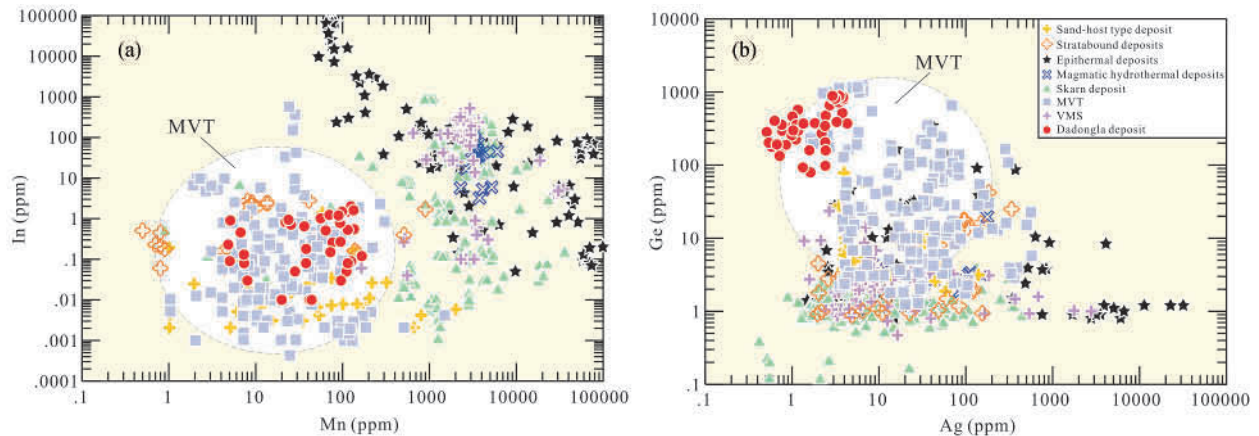 100000
10000
1000
100
10
1
.1
.01
.001
.0001
In (ppm)
(a)
MVT
.1
1
10
100
1000
10000
100000
Mn (ppm)
10000
1000
100
10
1
.1
Ge (ppm)
(b)
MVT
Sand-host type deposit
Stratabound deposits
Epithermal deposits
Magmatic hydrothermal deposits
Skarn deposit
MVT
VMS
Dadongla deposit
.1
1
10
100
1000
10000
100000
Ag (ppm)